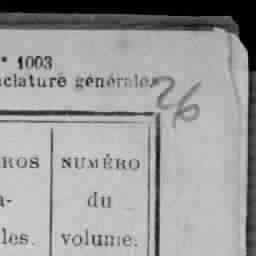 ° 1003
nclature générale.
26
ROS NUMÉRO
a- du
les. volume.